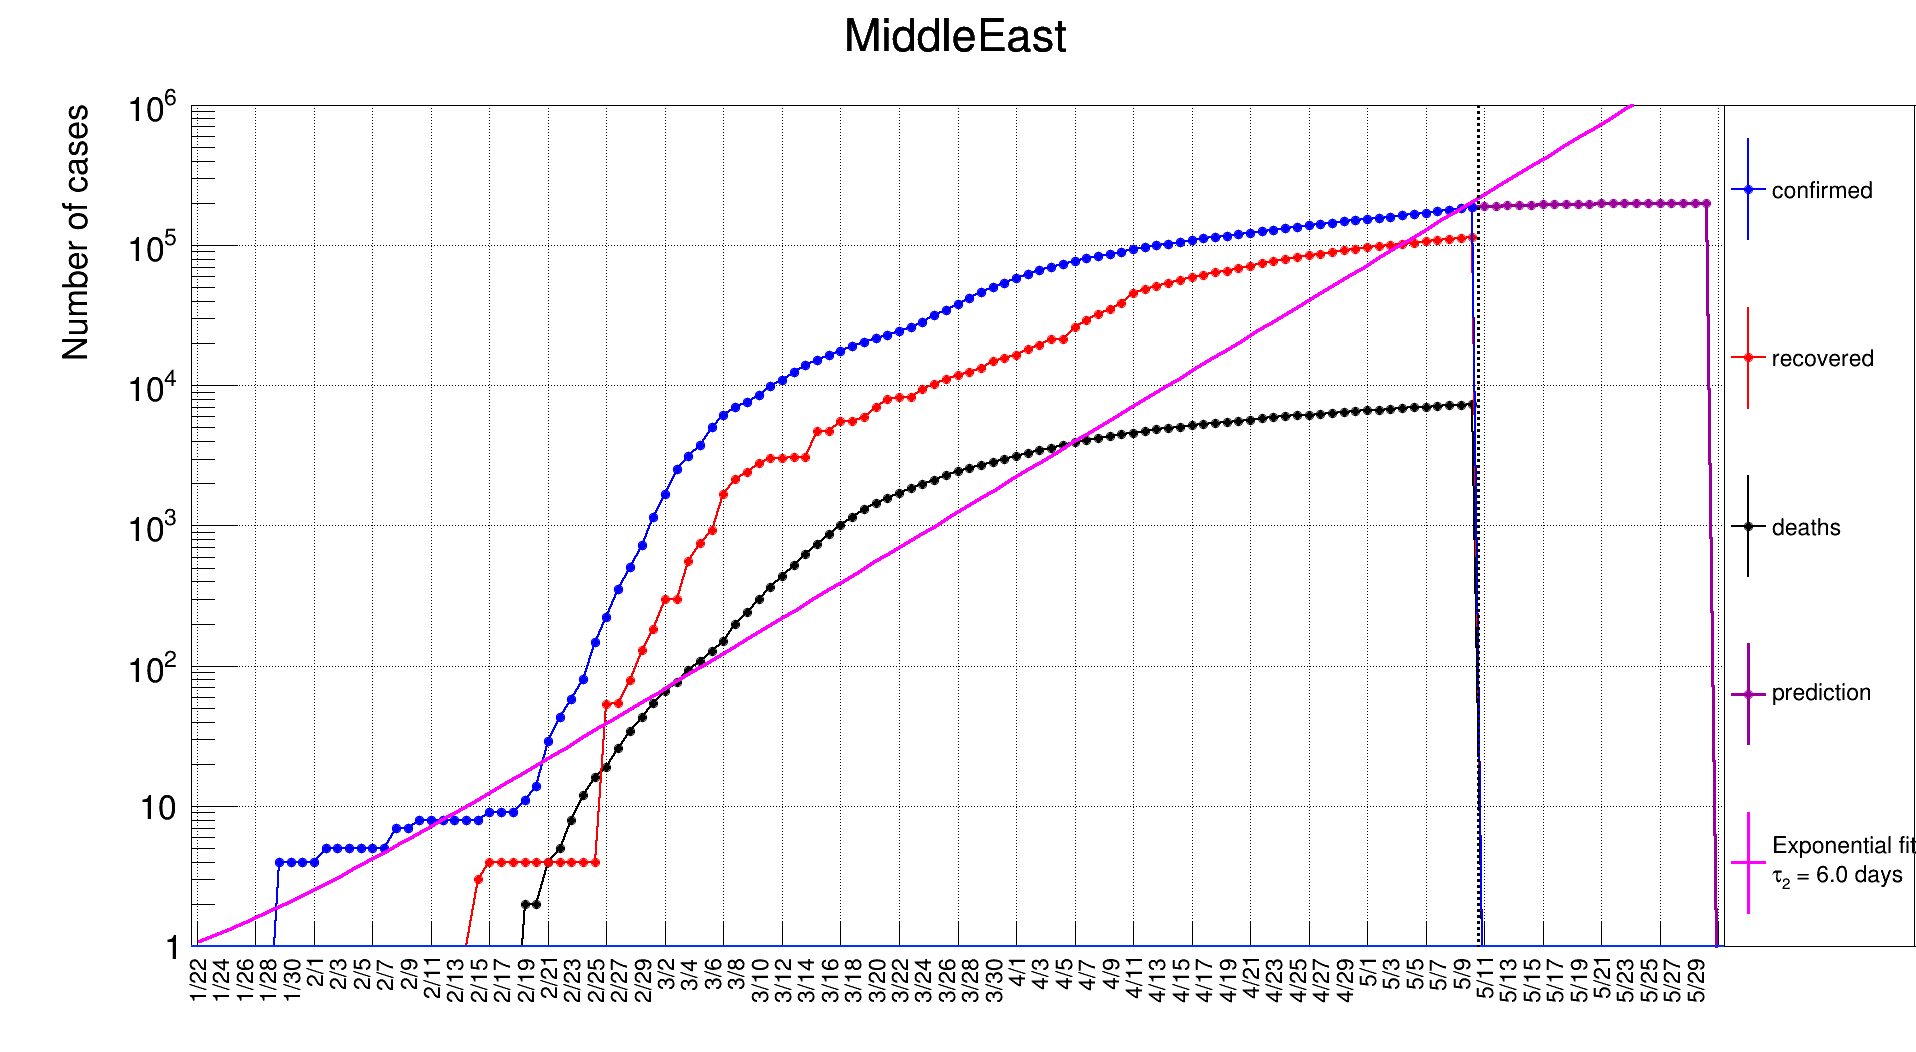 MiddleEast
Number of cases
10^6
10^5
10^4
10^3
10^2
10
1
1/22 1/24 1/26 1/28 1/30 2/1 2/3 2/5 2/7 2/9 2/11 2/13 2/15 2/17 2/19 2/21 2/23 2/25 2/27 2/29 3/2 3/4 3/6 3/8 3/10 3/12 3/14 3/16 3/18 3/20 3/22 3/24 3/26 3/28 3/30 4/1 4/3 4/5 4/7 4/9 4/11 4/13 4/15 4/17 4/19 4/21 4/23 4/25 4/27 4/29 5/1 5/3 5/5 5/7 5/9 5/11 5/13 5/15 5/17 5/19 5/21 5/23 5/25 5/27 5/29
confirmed
recovered
deaths
prediction
Exponential fit
τ₂ = 6.0 days